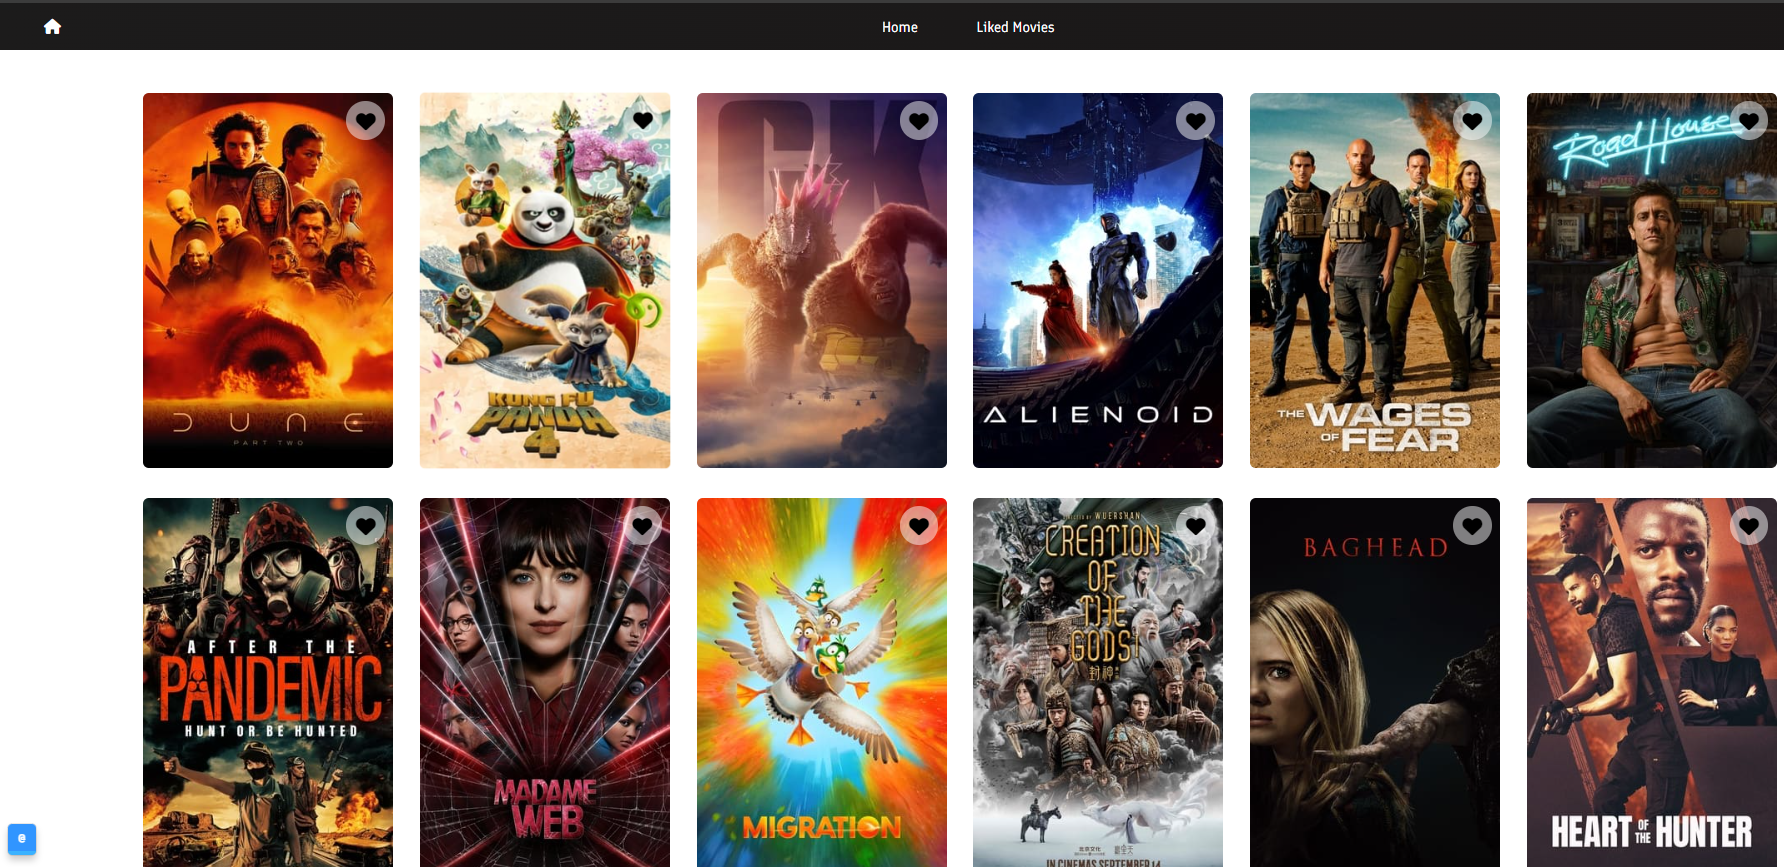 Home
Liked Movies
DUNE
PART TWO
KUNG FU
PANDA
4
GK
ALIENOID
THE WAGES
OF FEAR
Road House
AFTER THE
PANDEMIC
HUNT OR BE HUNTED
MADAME
WEB
MIGRATION
DIRECTED BY WUERSHAN
CREATION
OF
THE
GODS I
封神
IN CINEMAS SEPTEMBER 14
BAGHEAD
HEART OF THE HUNTER
@